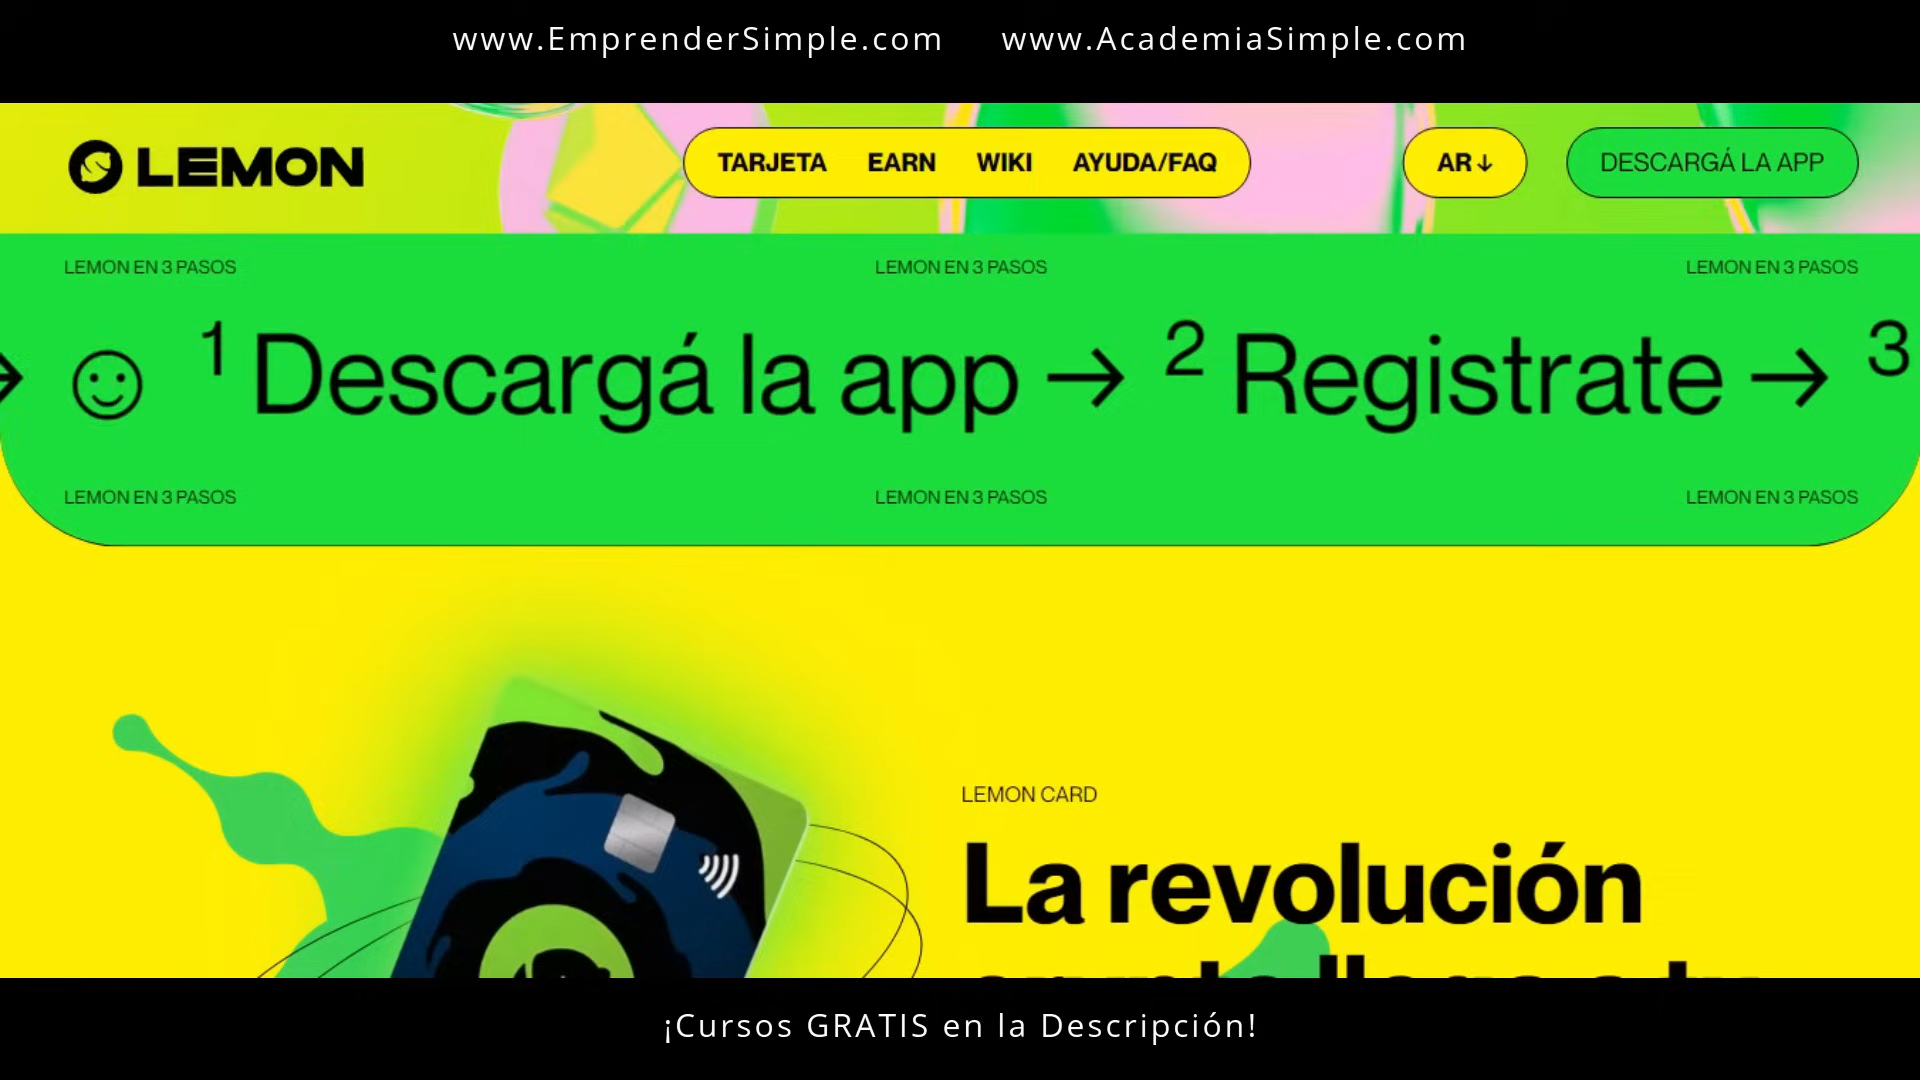 www.EmprenderSimple.com www.AcademiaSimple.com
LEMON TARJETA EARN WIKI AYUDA/FAQ AR↓ DESCARGÁ LA APP
LEMON EN 3 PASOS LEMON EN 3 PASOS LEMON EN 3 PASOS
→ ☺ 1 Descargá la app → 2 Registrate → 3
LEMON EN 3 PASOS LEMON EN 3 PASOS LEMON EN 3 PASOS
LEMON CARD
La revolución
¡Cursos GRATIS en la Descripción!